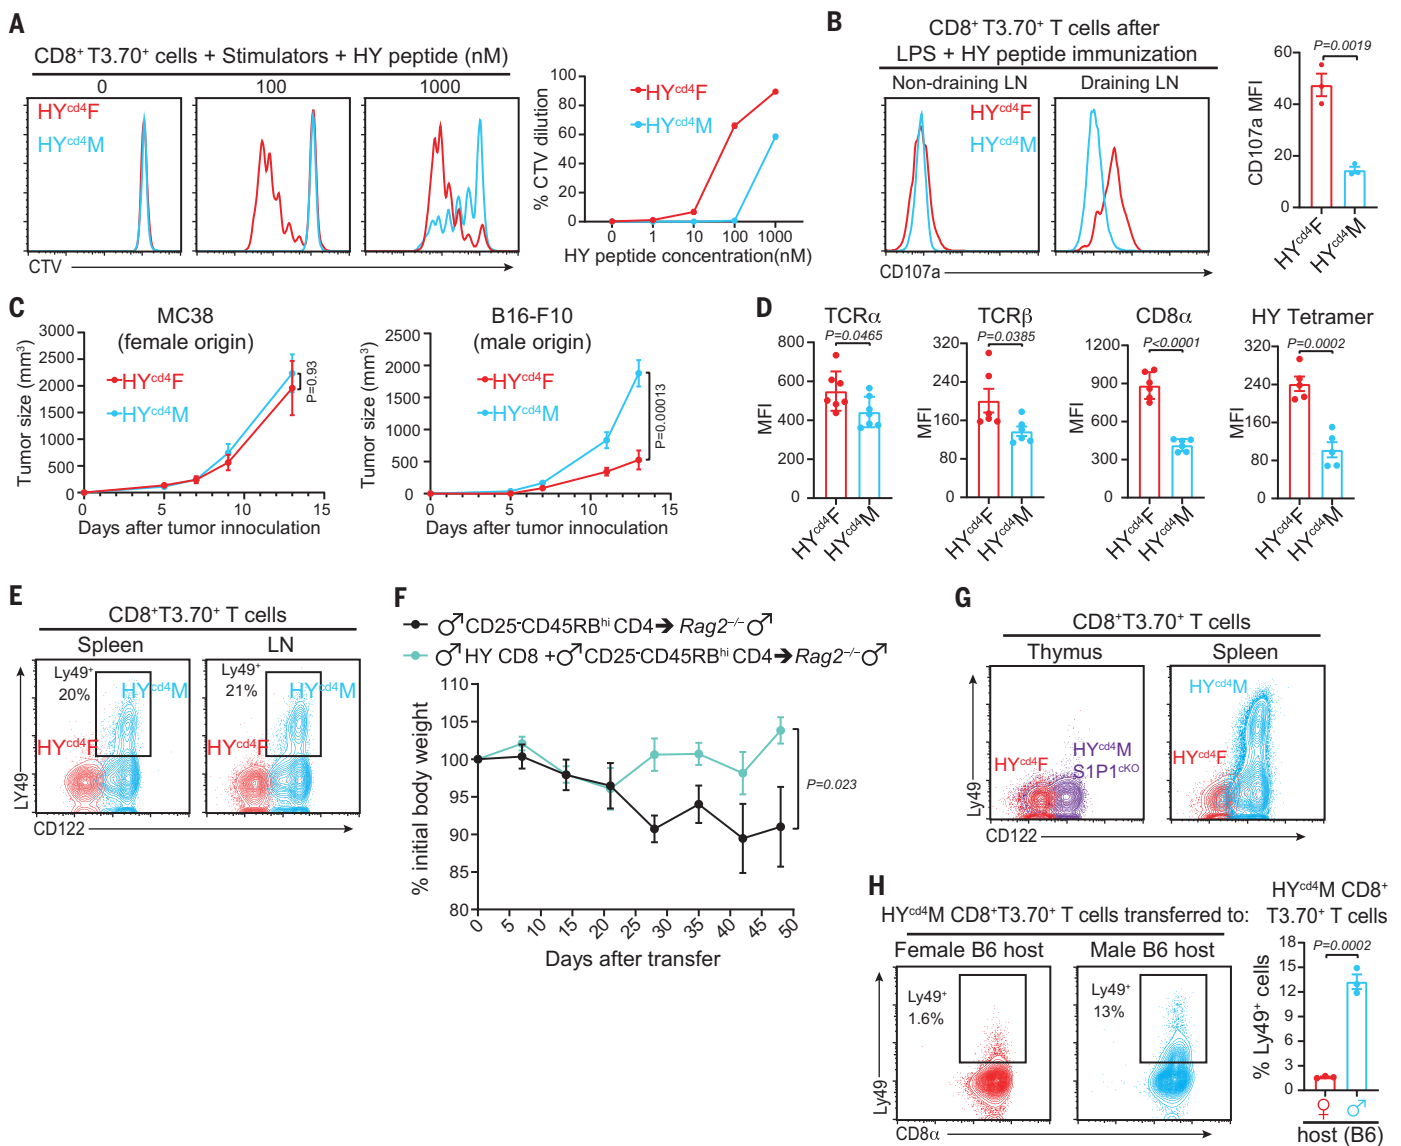 A
CD8+ T3.70+ cells + Stimulators + HY peptide (nM)
0
100
1000
HYcd4F
HYcd4M
CTV
% CTV dilution
100
80
60
40
20
0
HYcd4F
HYcd4M
0 1 10 100 1000
HY peptide concentration(nM)
B
CD8+ T3.70+ T cells after
LPS + HY peptide immunization
Non-draining LN
Draining LN
HYcd4F
HYcd4M
CD107a
CD107a MFI
60
40
20
0
P=0.0019
HYcd4F
HYcd4M
C
MC38
(female origin)
Tumor size (mm3)
3000
2500
2000
1500
1000
500
0
HYcd4F
HYcd4M
P=0.93
0 5 10 15
Days after tumor innoculation
B16-F10
(male origin)
Tumor size (mm3)
2500
2000
1500
1000
500
0
HYcd4F
HYcd4M
P=0.00013
0 5 10 15
Days after tumor innoculation
D
TCRα
P=0.0465
MFI
800
600
400
200
0
HYcd4F
HYcd4M
TCRβ
P=0.0385
MFI
320
240
160
80
0
HYcd4F
HYcd4M
CD8α
P<0.0001
MFI
1200
900
600
300
0
HYcd4F
HYcd4M
HY Tetramer
P=0.0002
MFI
320
240
160
80
0
HYcd4F
HYcd4M
E
CD8+T3.70+ T cells
Spleen
LN
Ly49+
20%
HYcd4M
HYcd4F
Ly49+
21%
HYcd4M
HYcd4F
LY49
CD122
F
♂CD25-CD45RBhi CD4➔Rag2–/–♂
♂HY CD8 +♂CD25-CD45RBhi CD4➔Rag2–/–♂
% initial body weight
110
105
100
95
90
85
80
P=0.023
0 5 10 15 20 25 30 35 40 45 50
Days after transfer
G
CD8+T3.70+ T cells
Thymus
Spleen
HYcd4F
HYcd4M
S1P1cKO
HYcd4M
HYcd4F
Ly49
CD122
H
HYcd4M CD8+T3.70+ T cells transferred to:
Female B6 host
Male B6 host
Ly49+
1.6%
Ly49+
13%
Ly49
CD8α
HYcd4M CD8+
T3.70+ T cells
% Ly49+ cells
18
15
12
9
6
3
0
P=0.0002
♀ ♂
host (B6)